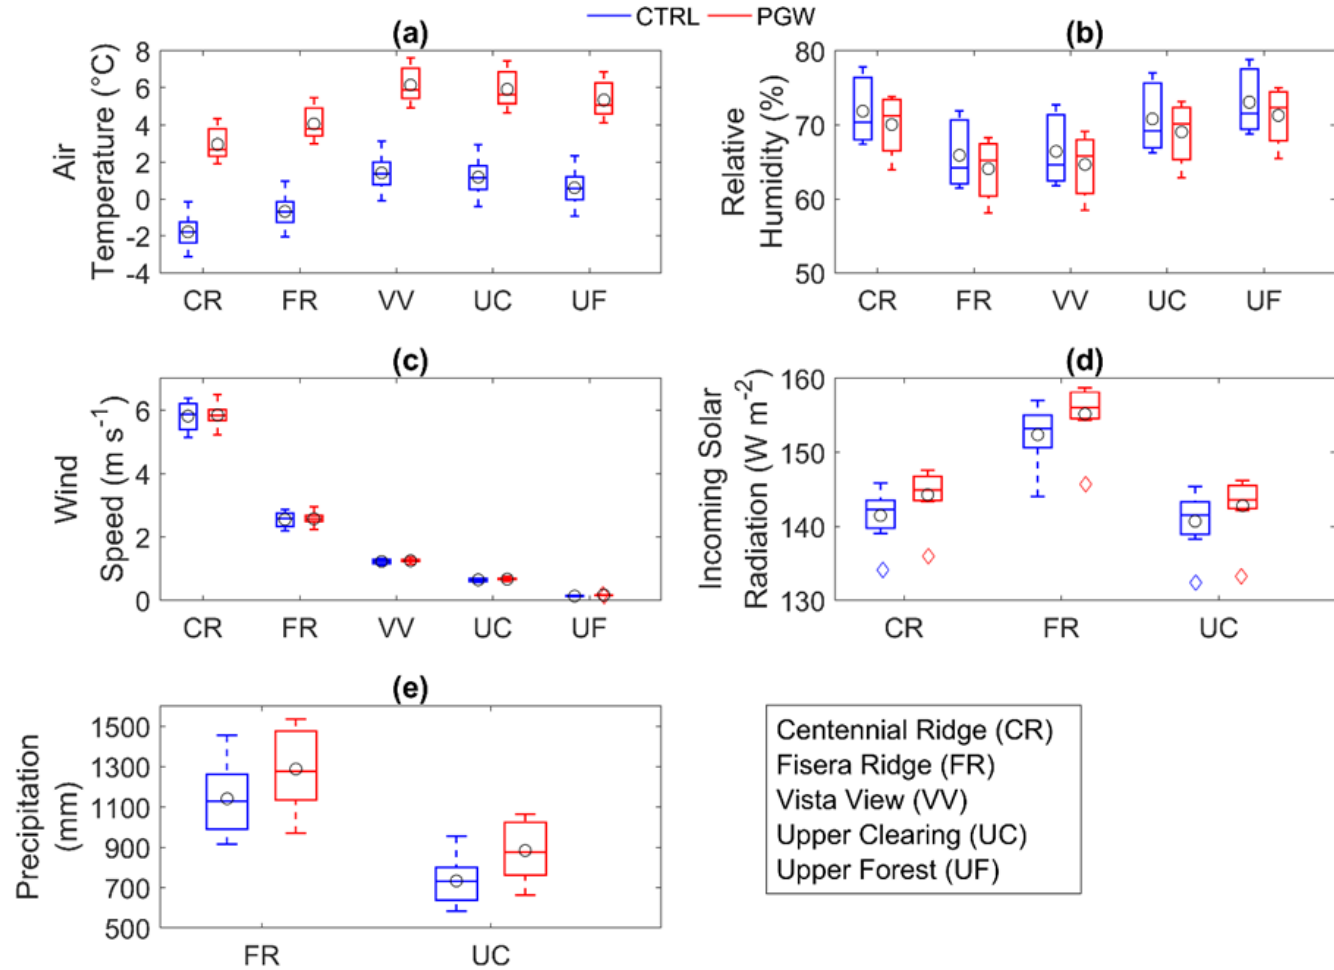 CTRL PGW
(a)
Air
Temperature (°C)
8
6
4
2
0
-2
-4
CR FR VV UC UF
(b)
Relative
Humidity (%)
80
70
60
50
CR FR VV UC UF
(c)
Wind
Speed (m s⁻¹)
6
4
2
0
CR FR VV UC UF
(d)
Incoming Solar
Radiation (W m⁻²)
160
150
140
130
CR FR UC
(e)
Precipitation
(mm)
1500
1300
1100
900
700
500
FR UC
Centennial Ridge (CR)
Fisera Ridge (FR)
Vista View (VV)
Upper Clearing (UC)
Upper Forest (UF)